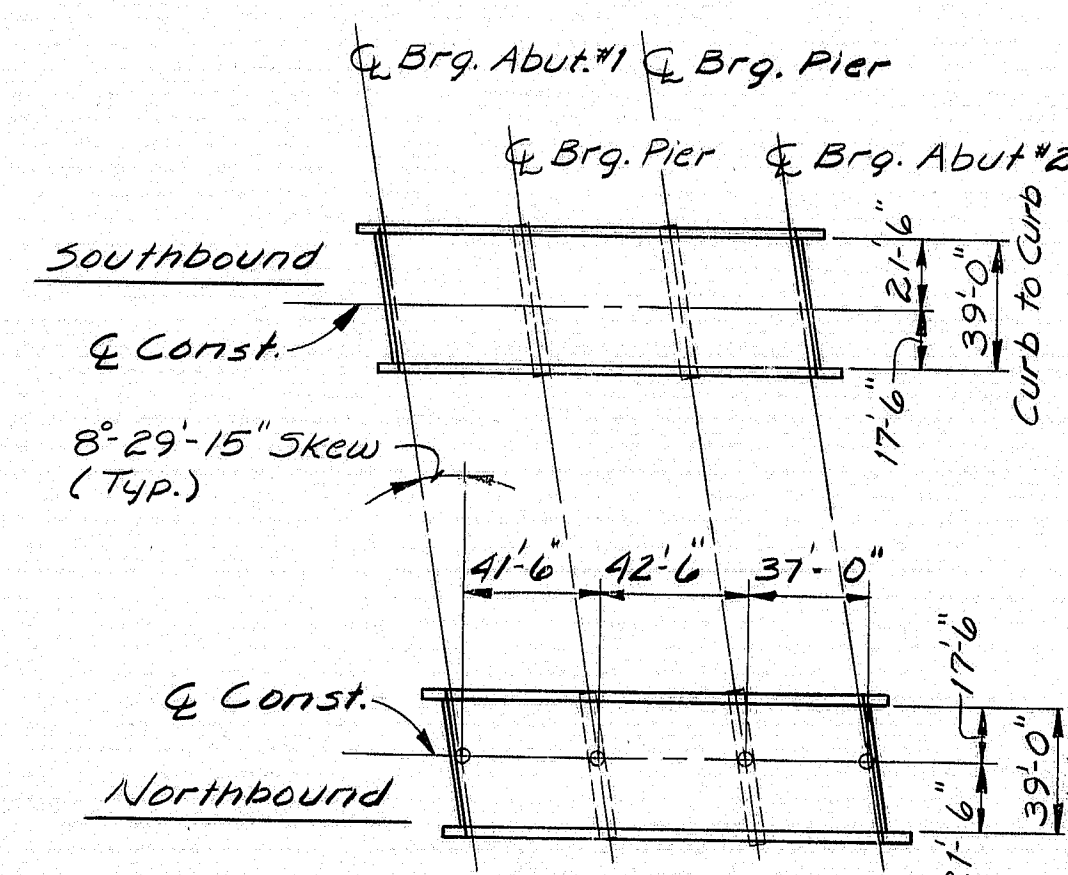 ℄ Brg. Abut.#1 ℄ Brg. Pier
℄ Brg. Pier ℄ Brg. Abut #2
Southbound
℄ Const.
21'-6"
17'-6"
39'-0"
Curb to Curb
8°-29'-15" Skew
(Typ.)
41'-6" 42'-6" 37'-0"
℄ Const.
Northbound
17'-6"
39'-0"
1'-6"